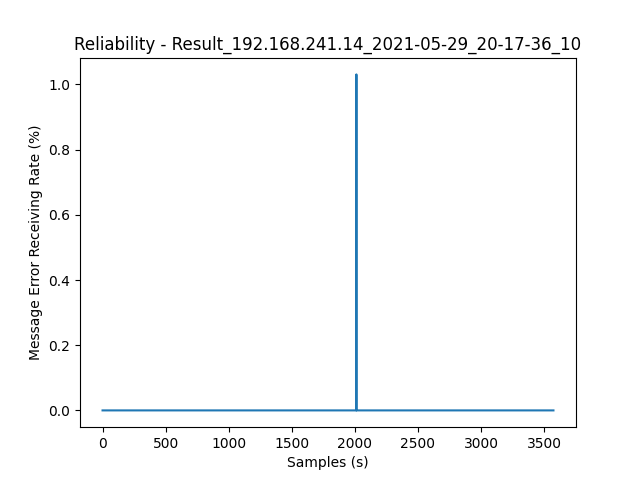 Reliability - Result_192.168.241.14_2021-05-29_20-17-36_10
Message Error Receiving Rate (%)
1.0
0.8
0.6
0.4
0.2
0.0
0 500 1000 1500 2000 2500 3000 3500
Samples (s)